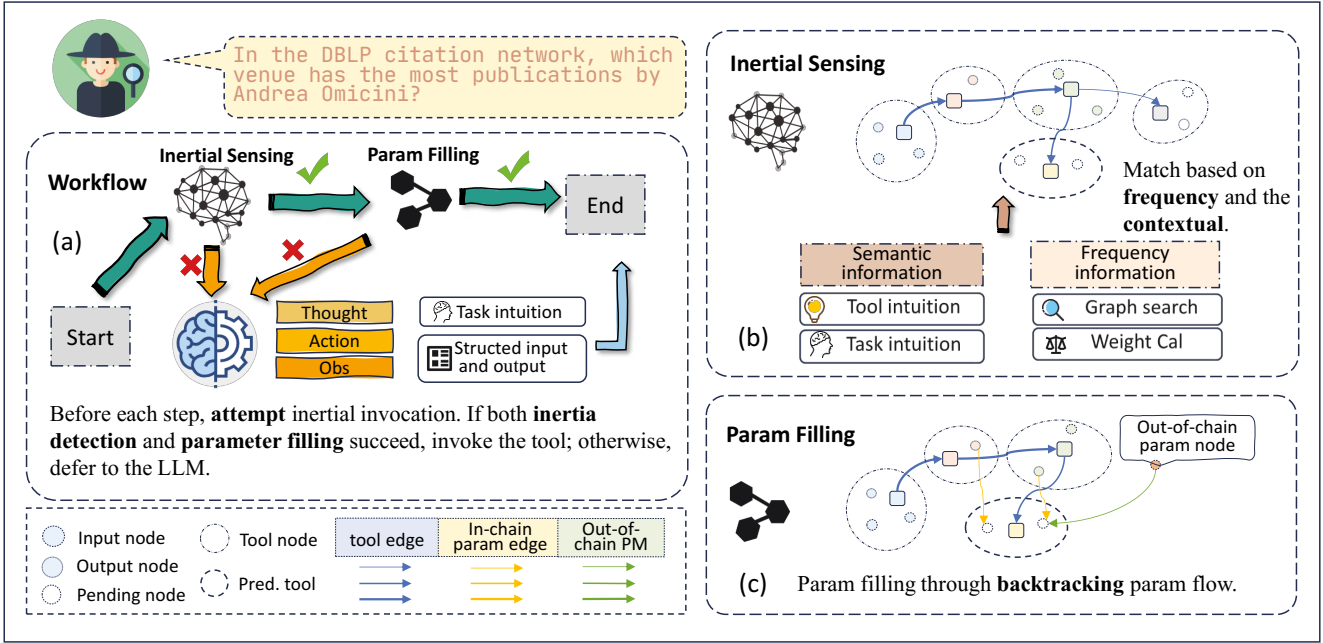 In the DBLP citation network, which
venue has the most publications by
Andrea Omicini?
Workflow
(a)
Inertial Sensing
Param Filling
Start
End
Thought
Action
Obs
Task intuition
Structed input
and output
Before each step, attempt inertial invocation. If both inertia
detection and parameter filling succeed, invoke the tool; otherwise,
defer to the LLM.
Input node
Output node
Pending node
Tool node
Pred. tool
tool edge
In-chain
param edge
Out-of-
chain PM
Inertial Sensing
Match based on
frequency and the
contextual.
Semantic
information
Tool intuition
Task intuition
Frequency
information
Graph search
Weight Cal
(b)
Param Filling
Out-of-chain
param node
(c)
Param filling through backtracking param flow.